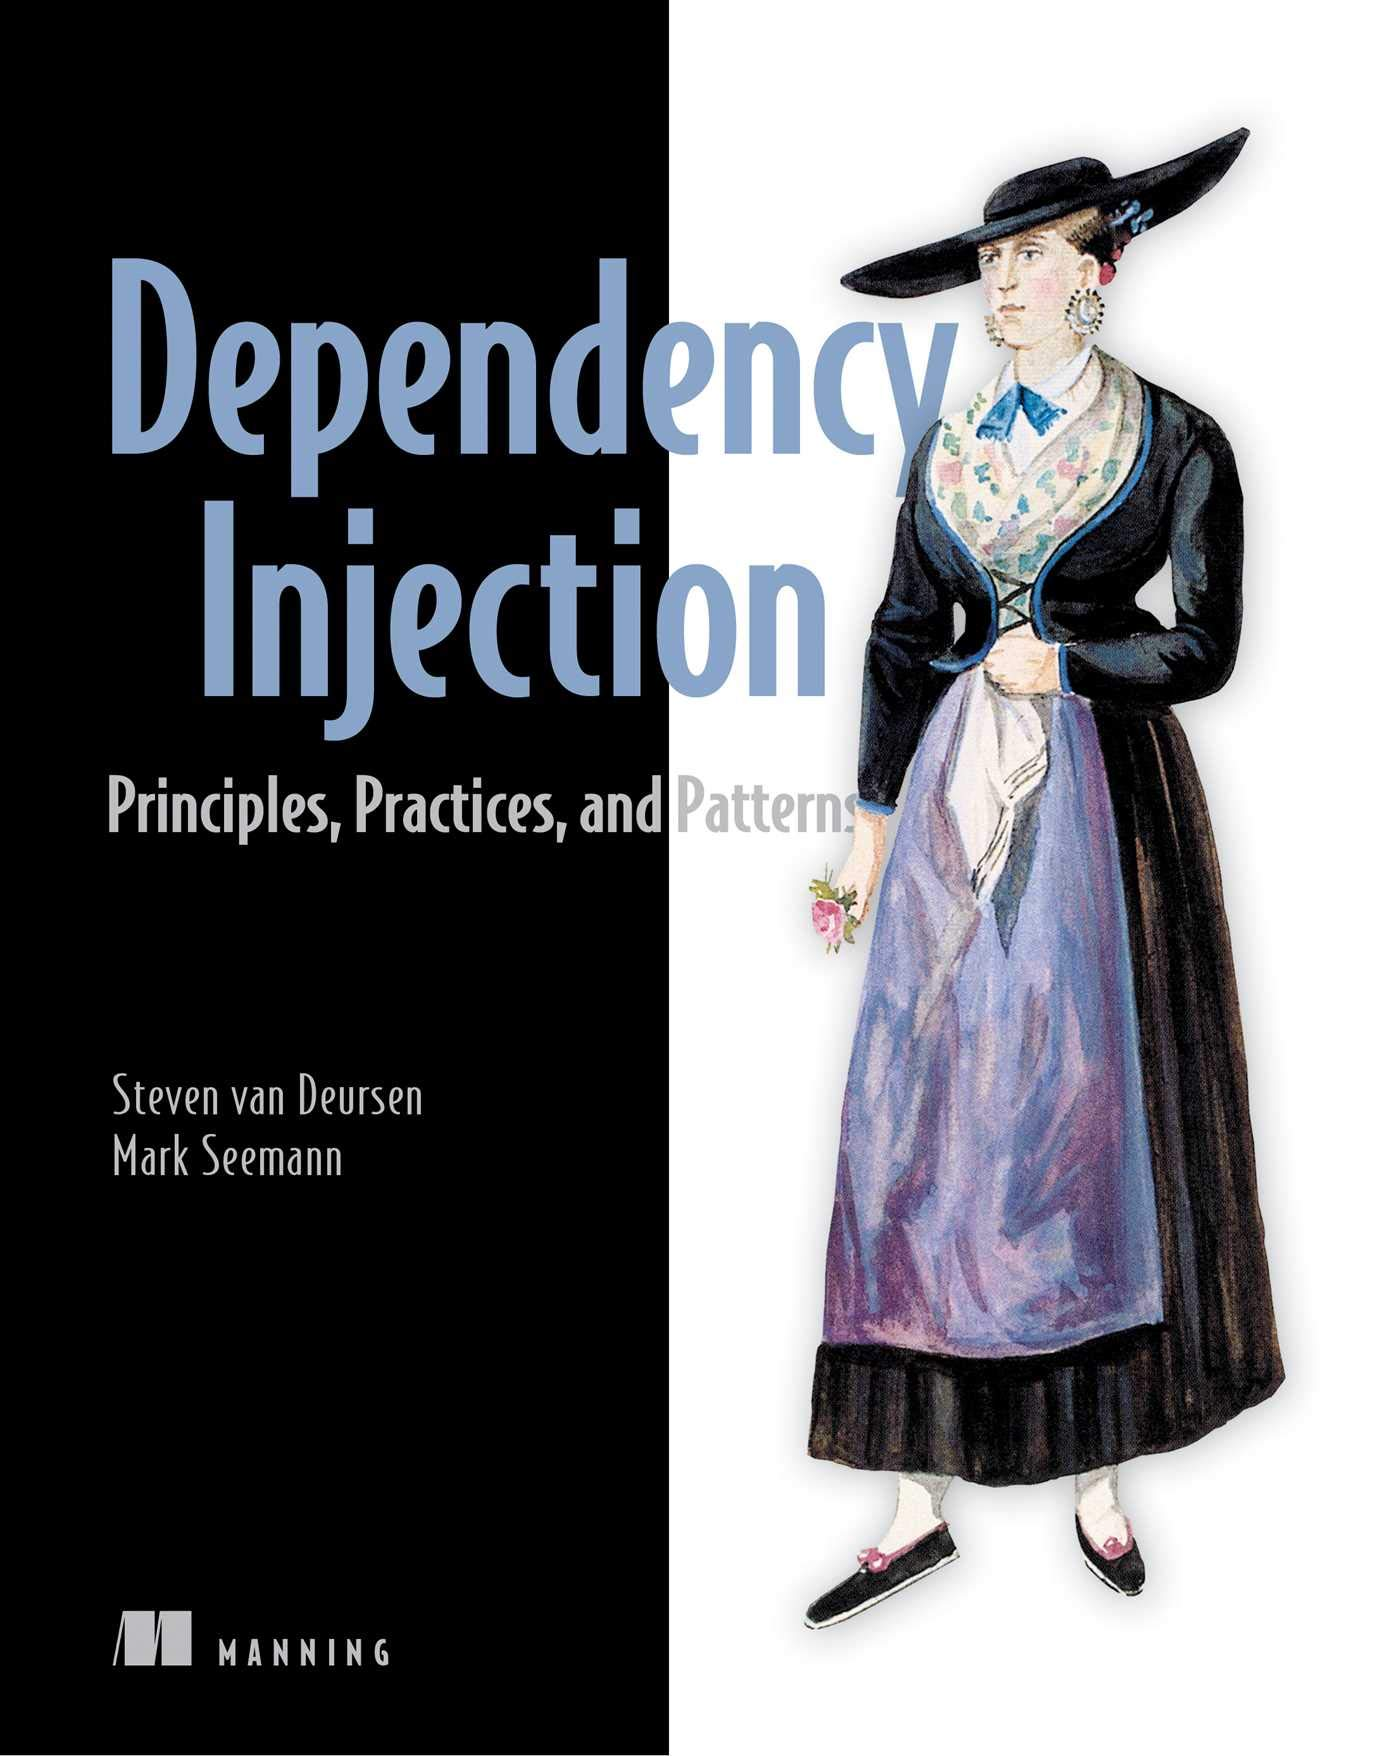 Dependency
Injection
Principles, Practices, and Patterns
Steven van Deursen
Mark Seemann
MANNING